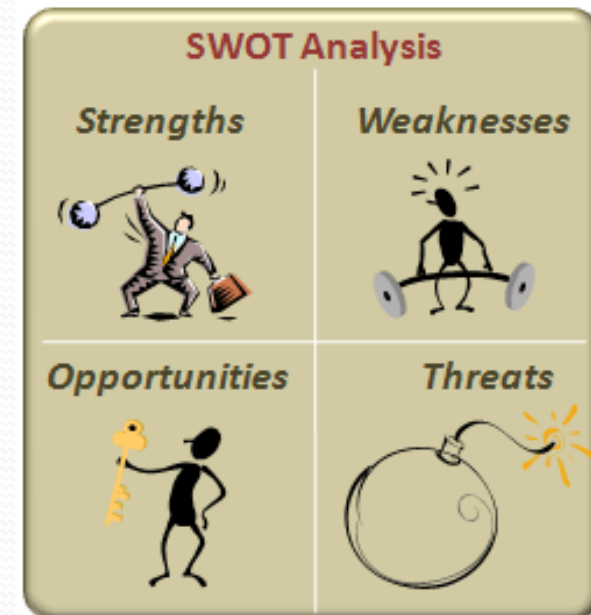 SWOT Analysis
Strengths
Weaknesses
Opportunities
Threats